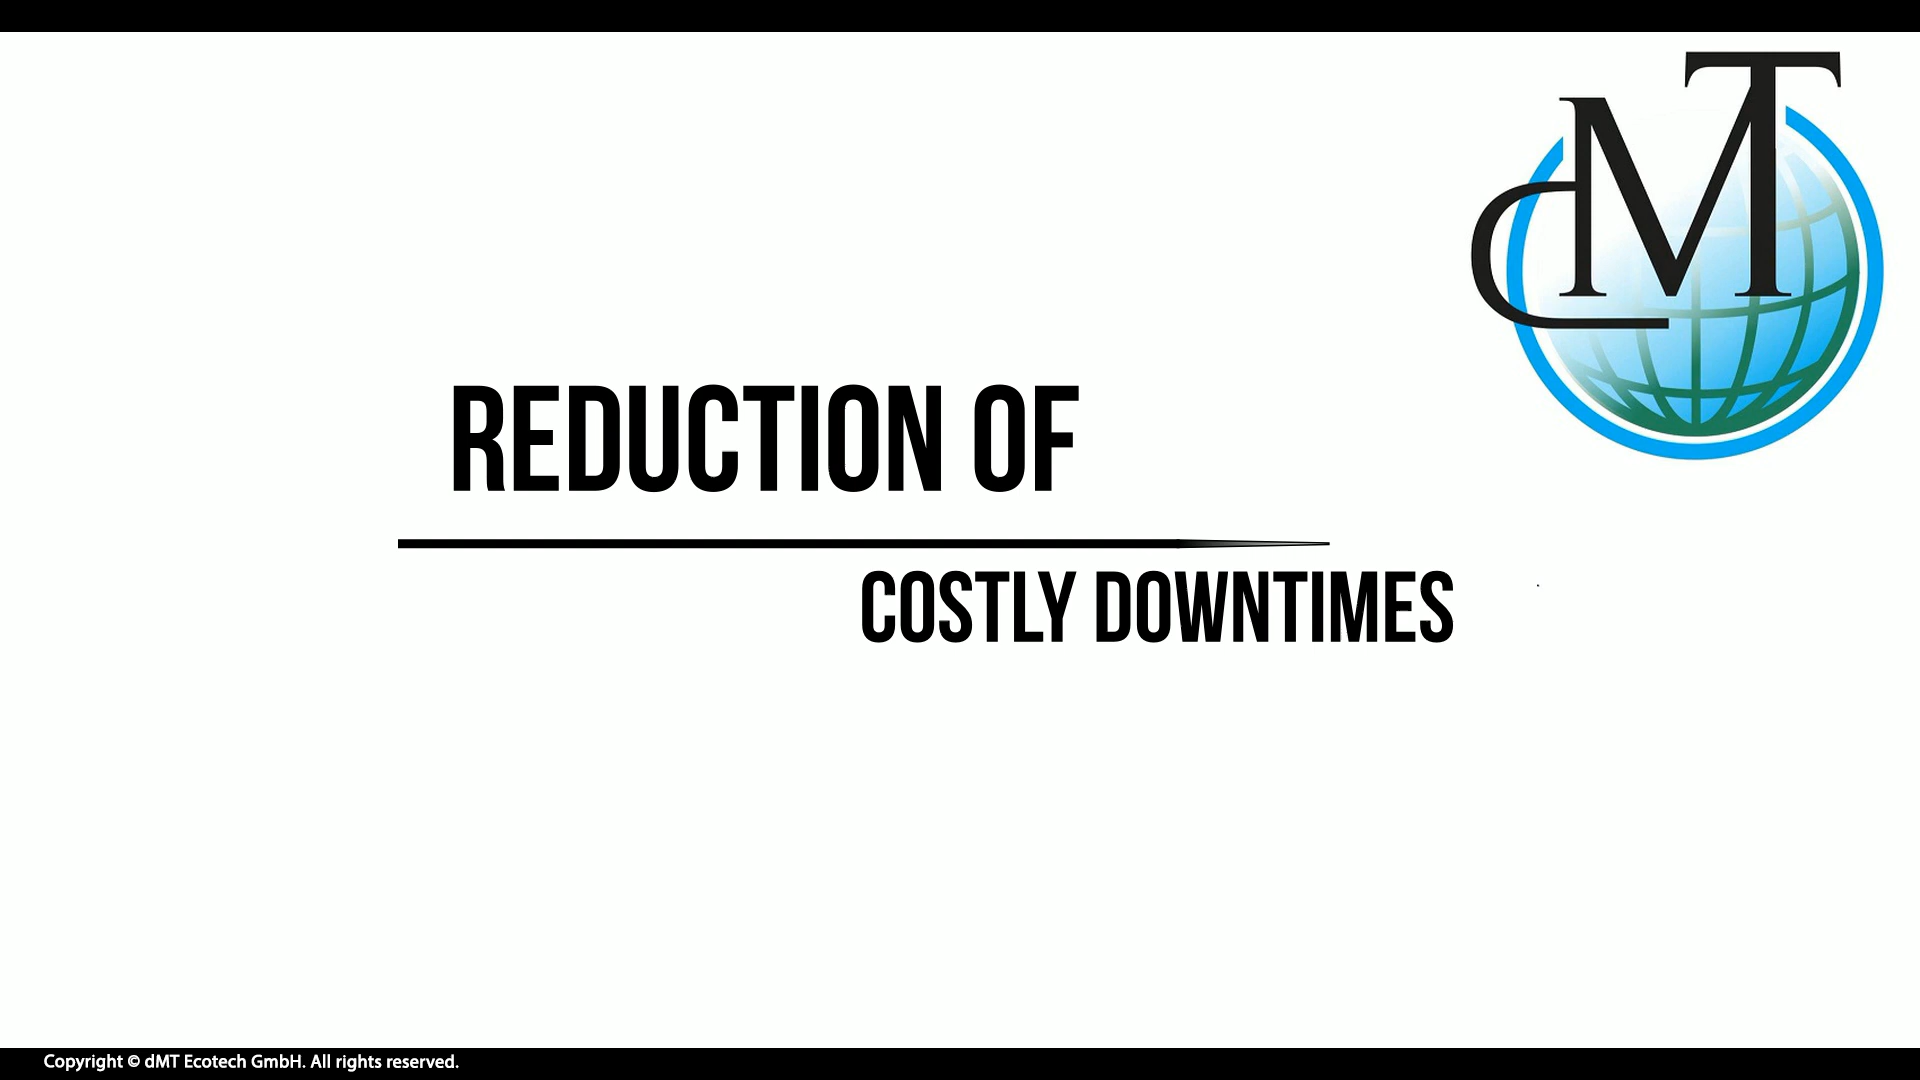 dMT
REDUCTION OF
COSTLY DOWNTIMES
Copyright © dMT Ecotech GmbH. All rights reserved.